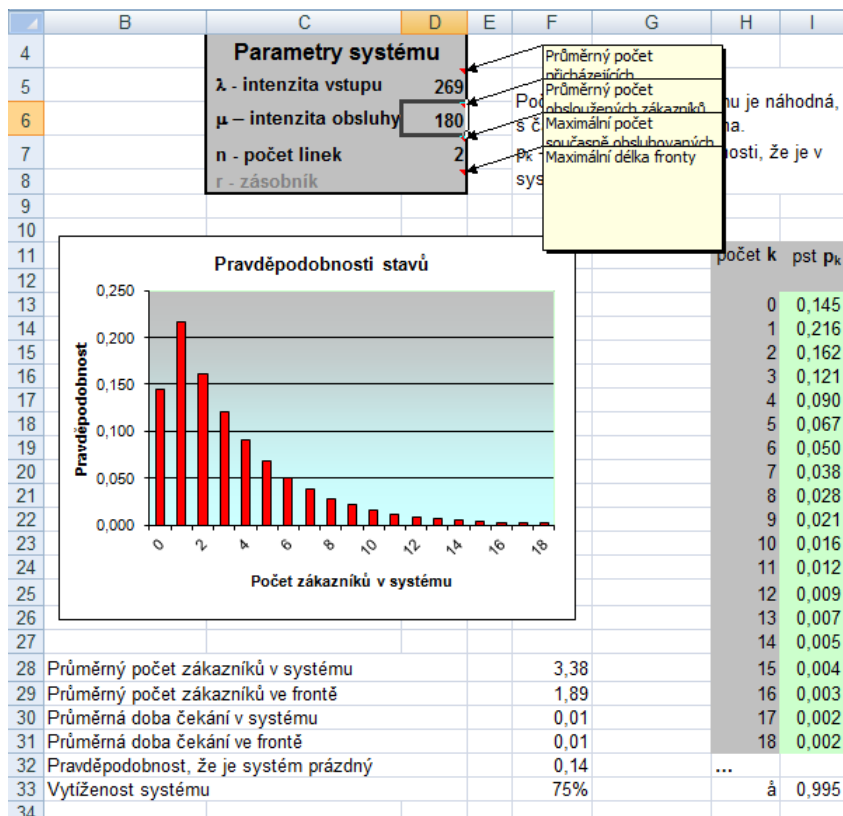 B C D E F G H I
4 Parametry systému
Průměrný počet
přicházejících
5 λ - intenzita vstupu 269
Průměrný počet
obsloužených zákazníků
nu je náhodná,
6 μ – intenzita obsluhy 180
s č
na.
Maximální počet
současně obsluhovaných
7 n - počet linek 2
pk -
Maximální délka fronty
nosti, že je v
8 r - zásobník
sys
9
10
11 Pravděpodobnosti stavů počet k pst pk
12
0,250
13 0 0,145
0,200
14 1 0,216
15 2 0,162
0,150
16 3 0,121
17 4 0,090
0,100
18 5 0,067
19 6 0,050
0,050
20 7 0,038
21 8 0,028
0,000
22 9 0,021
Pravděpodobnost
0 2 4 6 8 10 12 14 16 18
23 10 0,016
24 11 0,012
Počet zákazníků v systému
25 12 0,009
26 13 0,007
27 14 0,005
28 Průměrný počet zákazníků v systému 3,38 15 0,004
29 Průměrný počet zákazníků ve frontě 1,89 16 0,003
30 Průměrná doba čekání v systému 0,01 17 0,002
31 Průměrná doba čekání ve frontě 0,01 18 0,002
32 Pravděpodobnost, že je systém prázdný 0,14 ...
33 Vytíženost systému 75% å 0,995
34